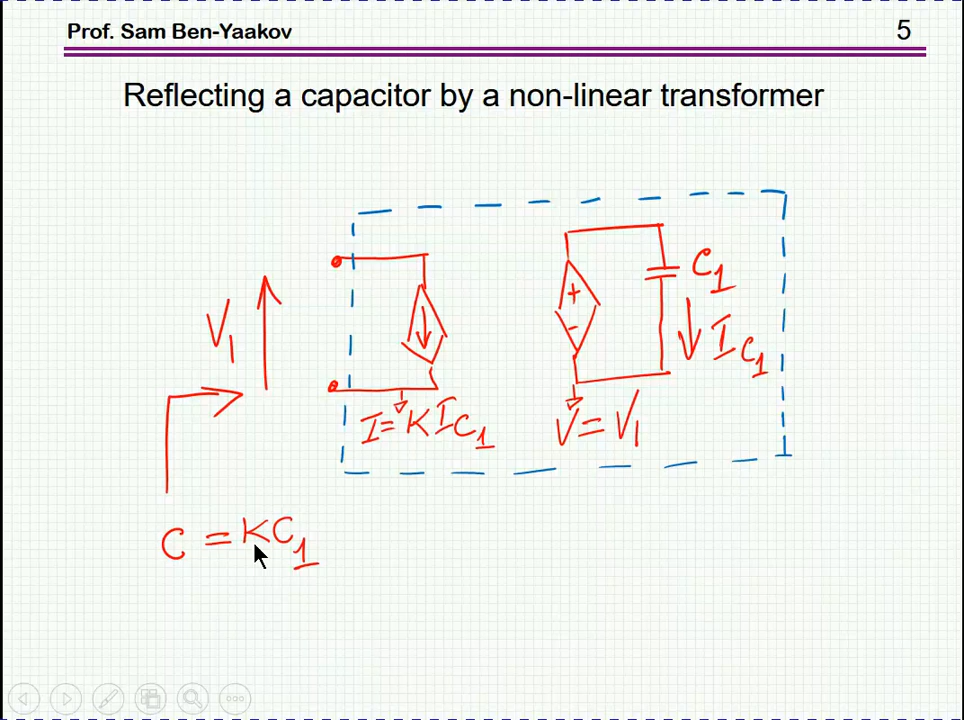 Prof. Sam Ben-Yaakov
5
Reflecting a capacitor by a non-linear transformer
V1
+
-
C1
IC1
I=KIC1
V=V1
C=KC1